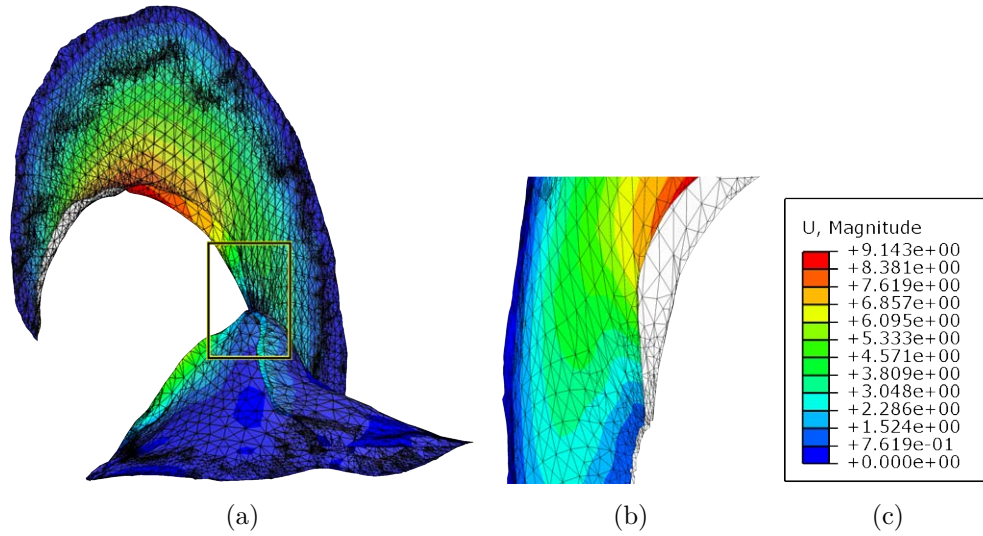 U, Magnitude
+9.143e+00
+8.381e+00
+7.619e+00
+6.857e+00
+6.095e+00
+5.333e+00
+4.571e+00
+3.809e+00
+3.048e+00
+2.286e+00
+1.524e+00
+7.619e-01
+0.000e+00
(a)
(b)
(c)